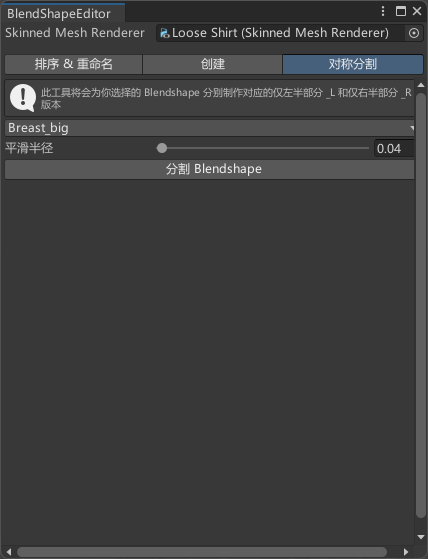 BlendShapeEditor
Skinned Mesh Renderer
Loose Shirt (Skinned Mesh Renderer)
排序 & 重命名
创建
对称分割
此工具将会为你选择的 Blendshape 分别制作对应的仅左半部分 _L 和仅右半部分 _R
版本
Breast_big
平滑半径
0.04
分割 Blendshape